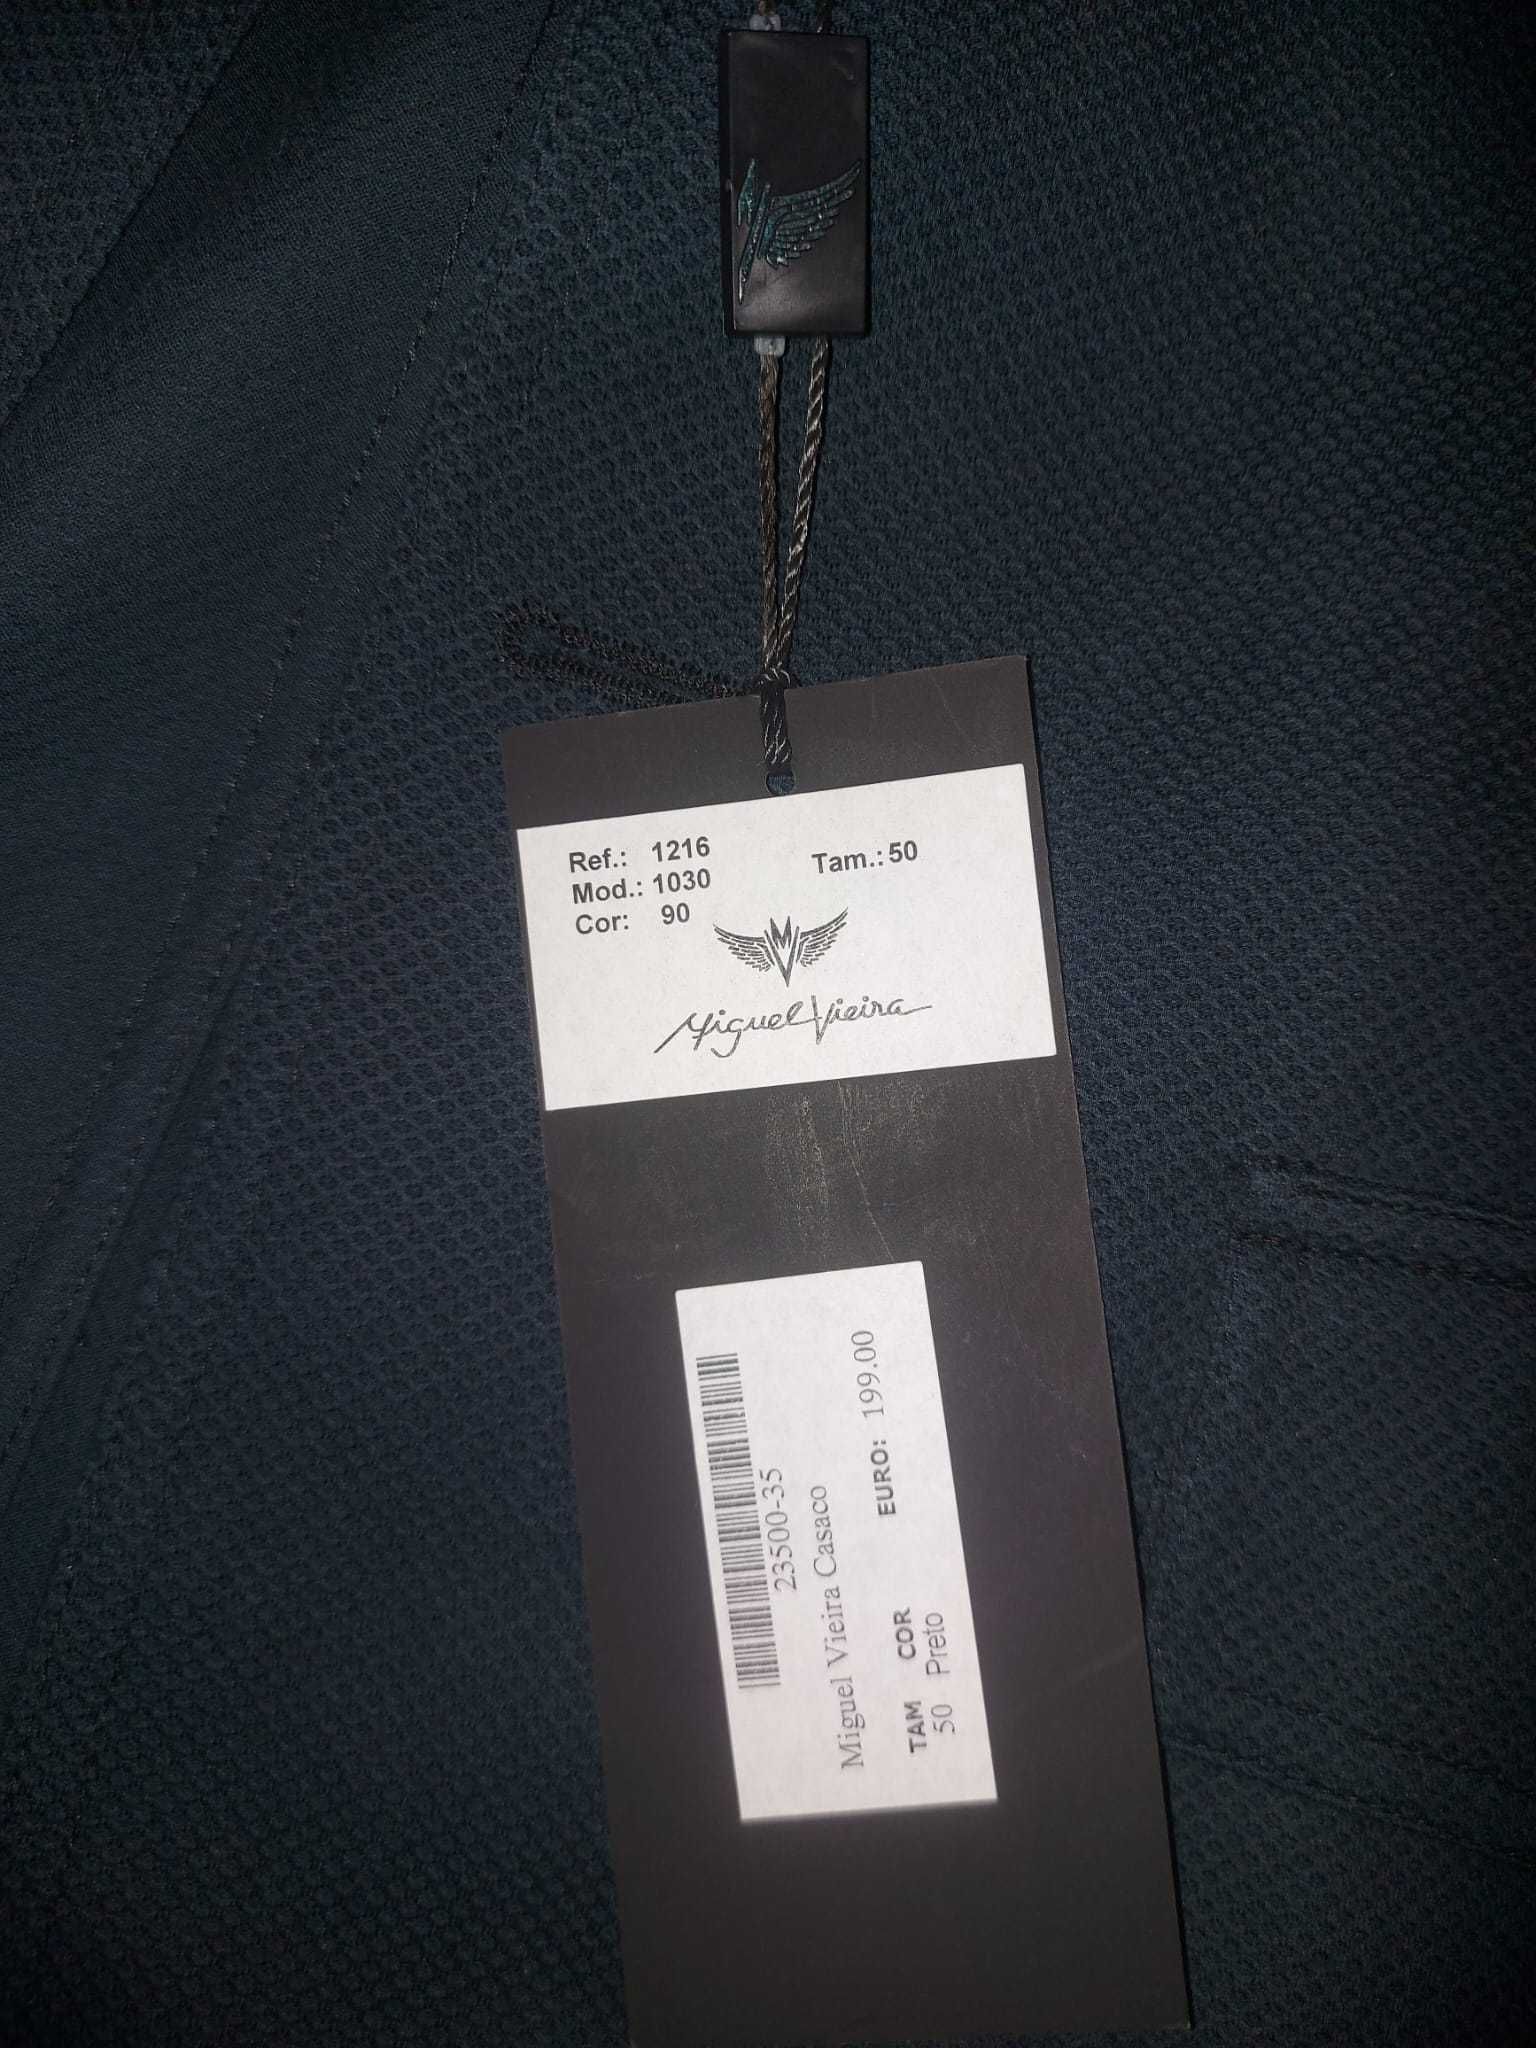 Ref.: 1216 Tam.: 50
Mod.: 1030
Cor: 90
MV
Miguel Vieira
23500-35
Miguel Vieira Casaco
EURO: 199.00
TAM COR
50 Preto